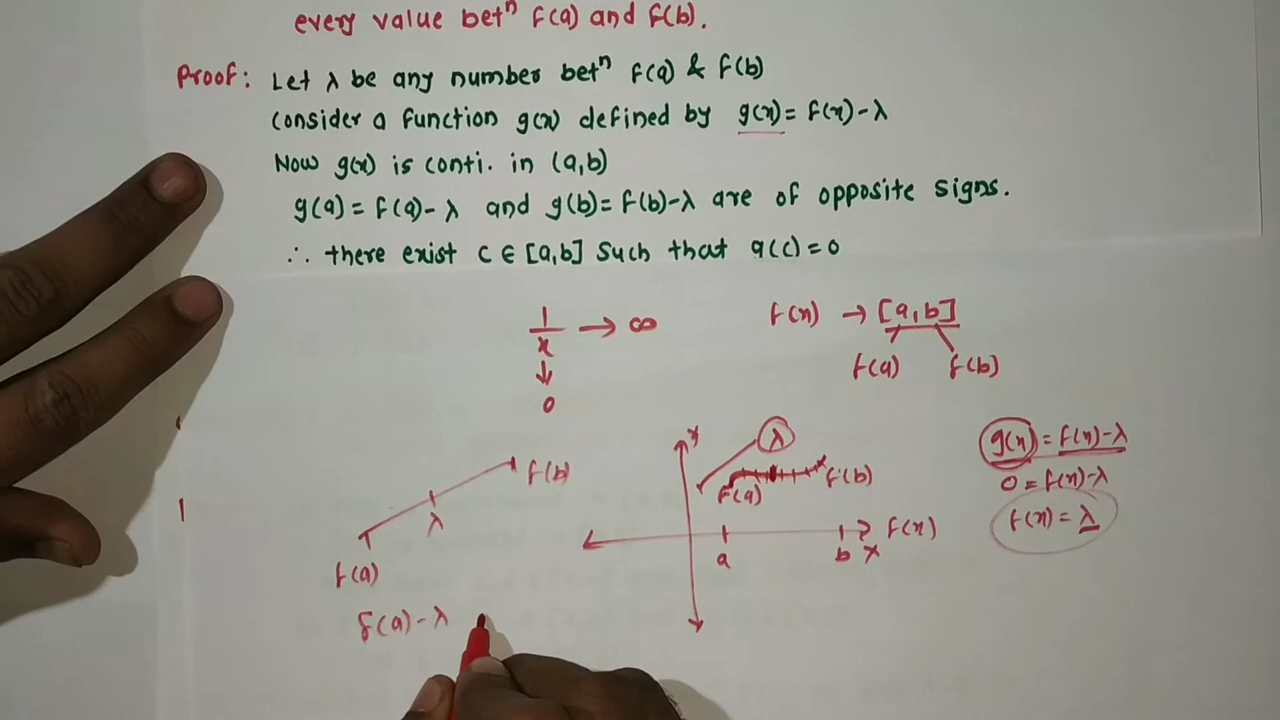 every value betⁿ f(a) and f(b).
Proof: Let λ be any number betⁿ f(a) & f(b)
Consider a function g(x) defined by g(x) = f(x) - λ
Now g(x) is conti. in (a,b)
g(a) = f(a) - λ and g(b) = f(b) - λ are of opposite signs.
∴ there exist c ∈ [a,b] such that g(c) = 0
1/x → ∞
↓
0
f(x) → [a,b]
f(a) f(b)
f(a) λ f(b)
f(a) - λ
y
λ
f(a) f(b)
a b x f(x)
g(x) = f(x) - λ
0 = f(x) - λ
f(x) = λ